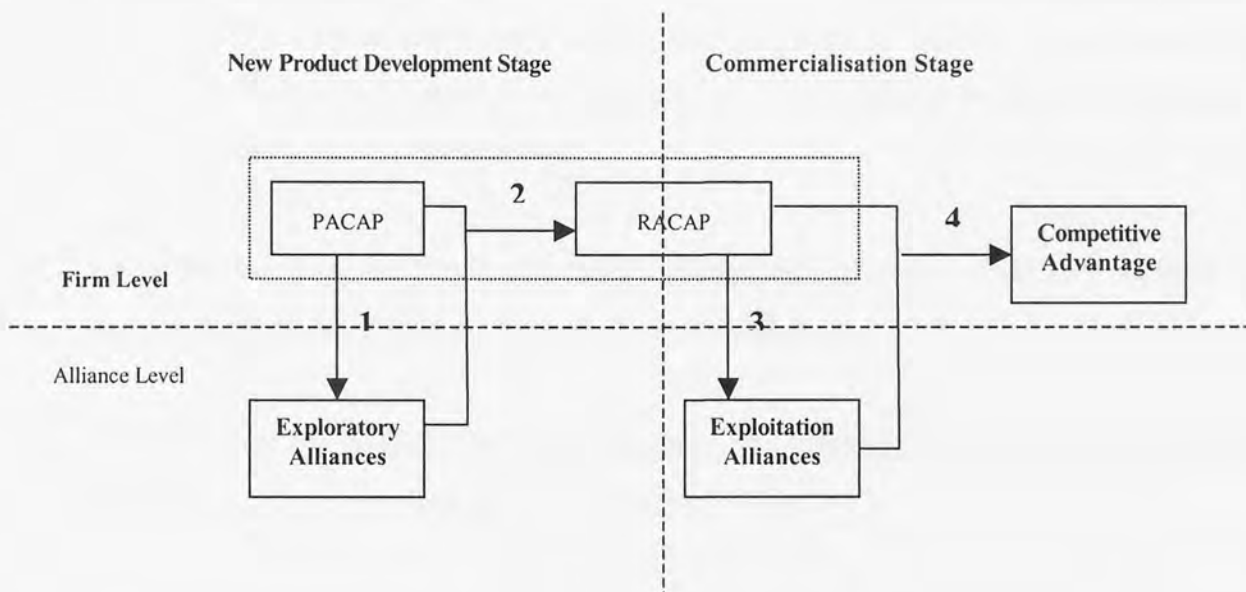 New Product Development Stage
Commercialisation Stage
2
PACAP
RACAP
4
Competitive
Advantage
Firm Level
1
3
Alliance Level
Exploratory
Alliances
Exploitation
Alliances